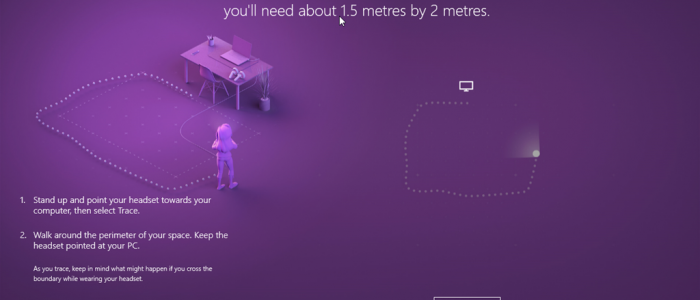 you'll need about 1.5 metres by 2 metres.
1. Stand up and point your headset towards your
computer, then select Trace.
2. Walk around the perimeter of your space. Keep the
headset pointed at your PC.
As you trace, keep in mind what might happen if you cross the
boundary while wearing your headset.